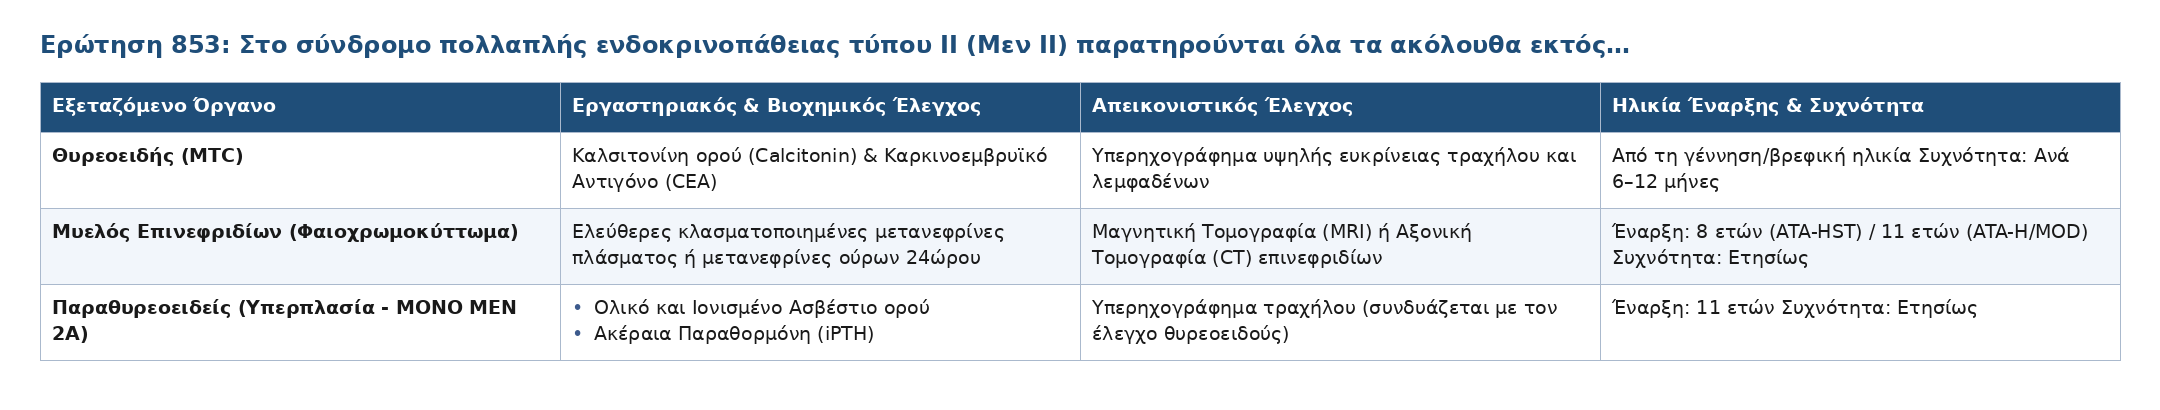 Ερώτηση 853: Στο σύνδρομο πολλαπλής ενδοκρινοπάθειας τύπου ΙΙ (Μεν ΙΙ) παρατηρούνται όλα τα ακόλουθα εκτός...
Εξεταζόμενο Όργανο
Εργαστηριακός & Βιοχημικός Έλεγχος
Απεικονιστικός Έλεγχος
Ηλικία Έναρξης & Συχνότητα
Θυρεοειδής (MTC)
Καλσιτονίνη ορού (Calcitonin) & Καρκινοεμβρυϊκό
Αντιγόνο (CEA)
Υπερηχογράφημα υψηλής ευκρίνειας τραχήλου και
λεμφαδένων
Από τη γέννηση/βρεφική ηλικία Συχνότητα: Ανά
6–12 μήνες
Μυελός Επινεφριδίων (Φαιοχρωμοκύττωμα)
Ελεύθερες κλασματοποιημένες μετανεφρίνες
πλάσματος ή μετανεφρίνες ούρων 24ώρου
Μαγνητική Τομογραφία (MRI) ή Αξονική
Τομογραφία (CT) επινεφριδίων
Έναρξη: 8 ετών (ATA-HST) / 11 ετών (ATA-H/MOD)
Συχνότητα: Ετησίως
Παραθυρεοειδείς (Υπερπλασία - ΜΟΝΟ MEN
2A)
• Ολικό και Ιονισμένο Ασβέστιο ορού
• Ακέραια Παραθορμόνη (iPTH)
Υπερηχογράφημα τραχήλου (συνδυάζεται με τον
έλεγχο θυρεοειδούς)
Έναρξη: 11 ετών Συχνότητα: Ετησίως